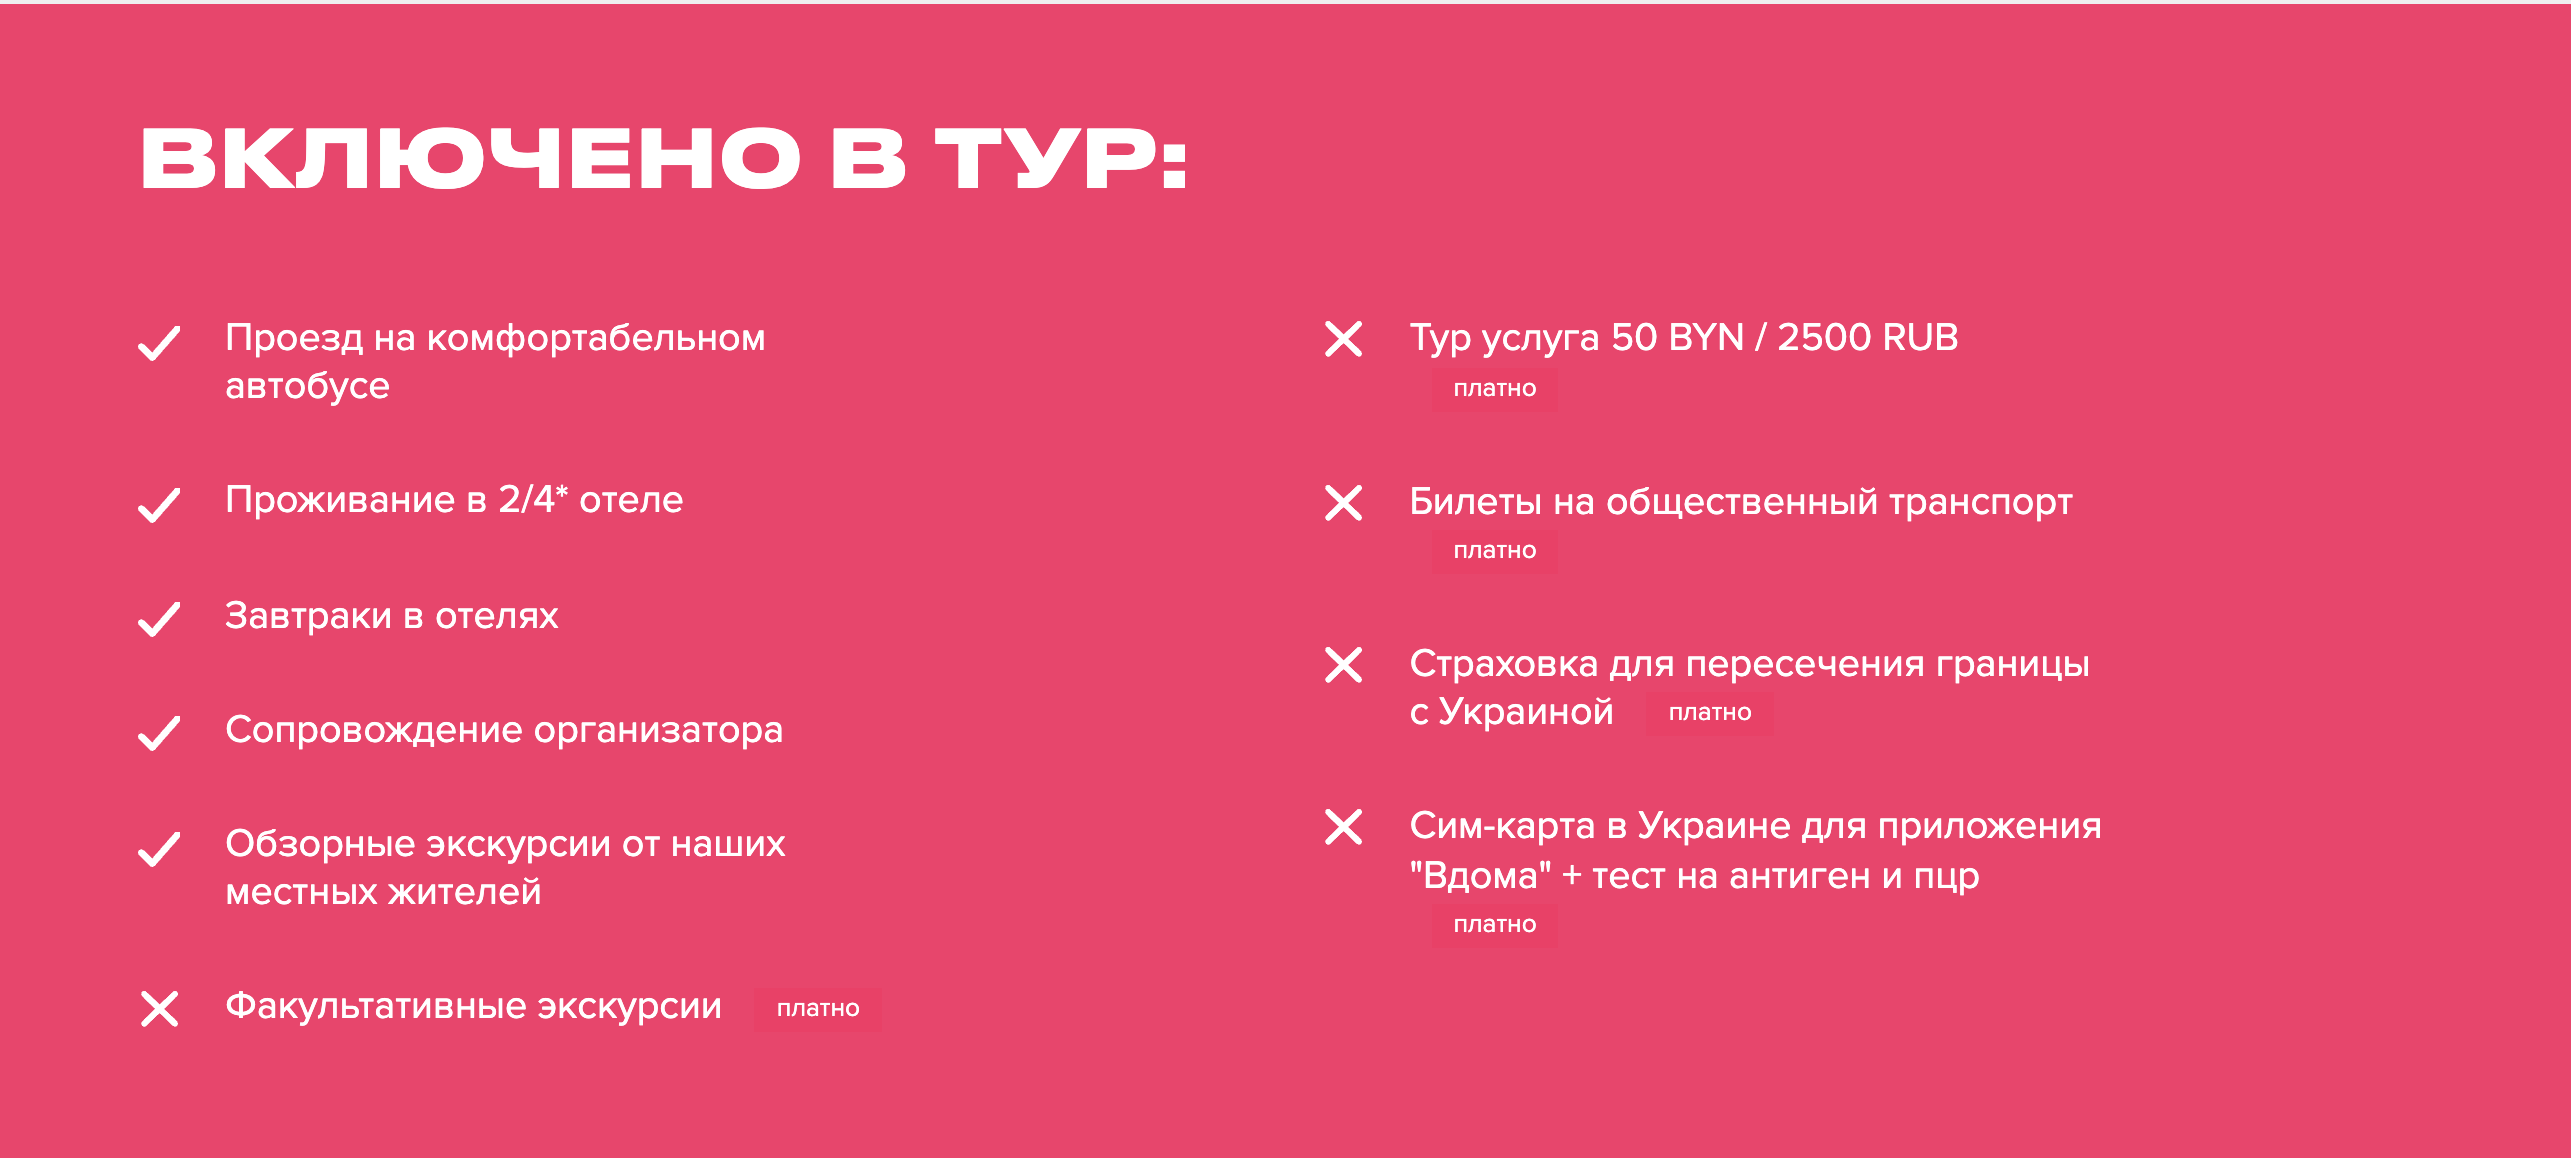 ВКЛЮЧЕНО В ТУР:
Проезд на комфортабельном
автобусе
Проживание в 2/4* отеле
Завтраки в отелях
Сопровождение организатора
Обзорные экскурсии от наших
местных жителей
Факультативные экскурсии платно
Тур услуга 50 BYN / 2500 RUB
платно
Билеты на общественный транспорт
платно
Страховка для пересечения границы
с Украиной платно
Сим-карта в Украине для приложения
"Вдома" + тест на антиген и пцр
платно